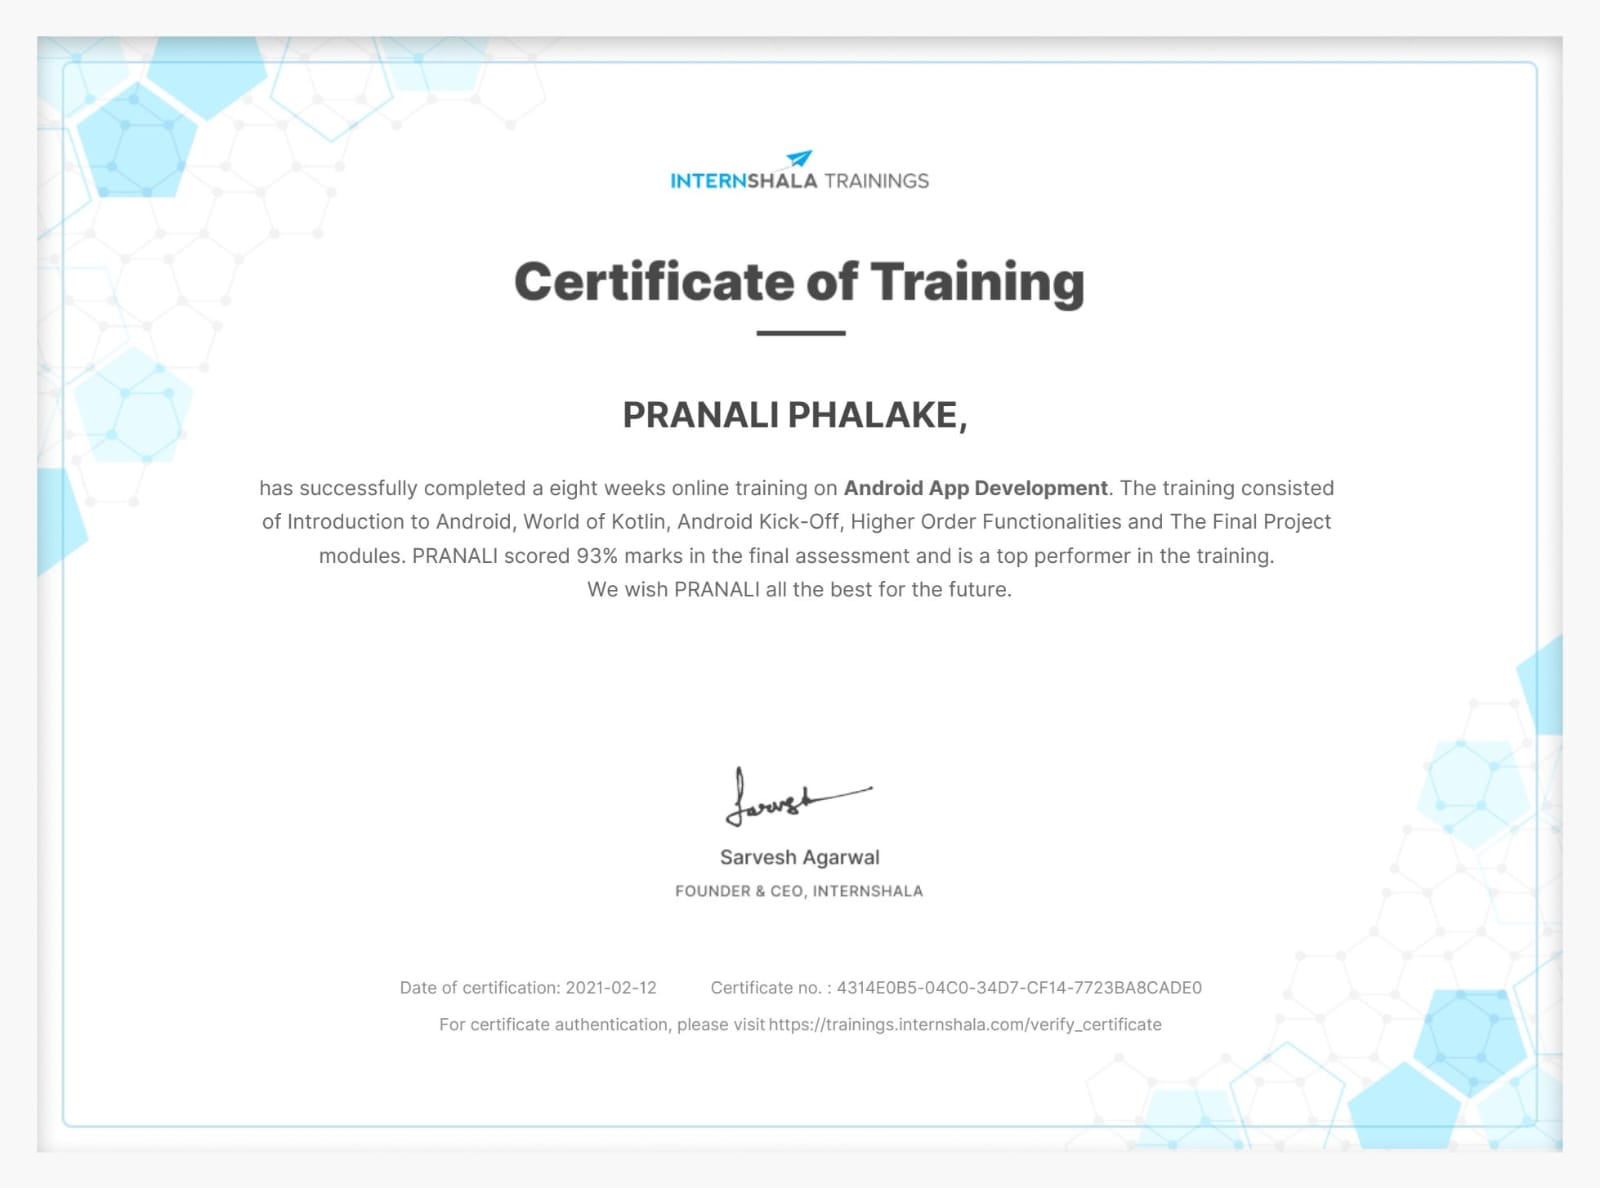 INTERNSHALA TRAININGS
Certificate of Training
PRANALI PHALAKE,
has successfully completed a eight weeks online training on Android App Development. The training consisted
of Introduction to Android, World of Kotlin, Android Kick-Off, Higher Order Functionalities and The Final Project
modules. PRANALI scored 93% marks in the final assessment and is a top performer in the training.
We wish PRANALI all the best for the future.
Sarvesh
Sarvesh Agarwal
FOUNDER & CEO, INTERNSHALA
Date of certification: 2021-02-12 Certificate no. : 4314E0B5-04C0-34D7-CF14-7723BA8CADE0
For certificate authentication, please visit https://trainings.internshala.com/verify_certificate